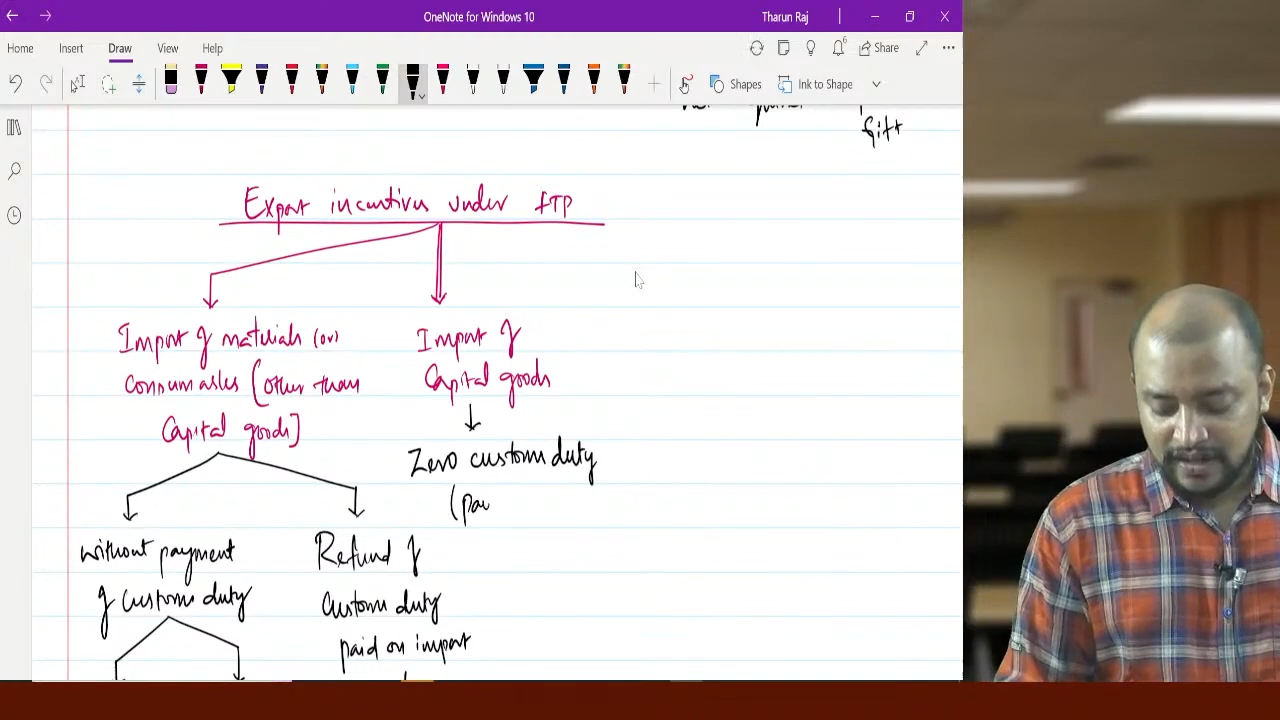 OneNote for Windows 10
Tharun Raj
Home Insert Draw View Help
6
Share
Shapes
Ink to Shape
Gift
Export incentives under FTP
Import of materials (or)
consumables (other than
Capital goods]
Import of
Capital goods
Zero custom duty
(pa
without payment
of custom duty
Refund of
custom duty
paid on import